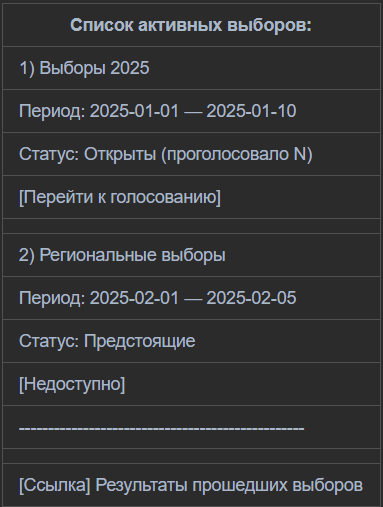 Список активных выборов:
1) Выборы 2025
Период: 2025-01-01 — 2025-01-10
Статус: Открыты (проголосовало N)
[Перейти к голосованию]
2) Региональные выборы
Период: 2025-02-01 — 2025-02-05
Статус: Предстоящие
[Недоступно]
--------------------------------------------------
[Ссылка] Результаты прошедших выборов